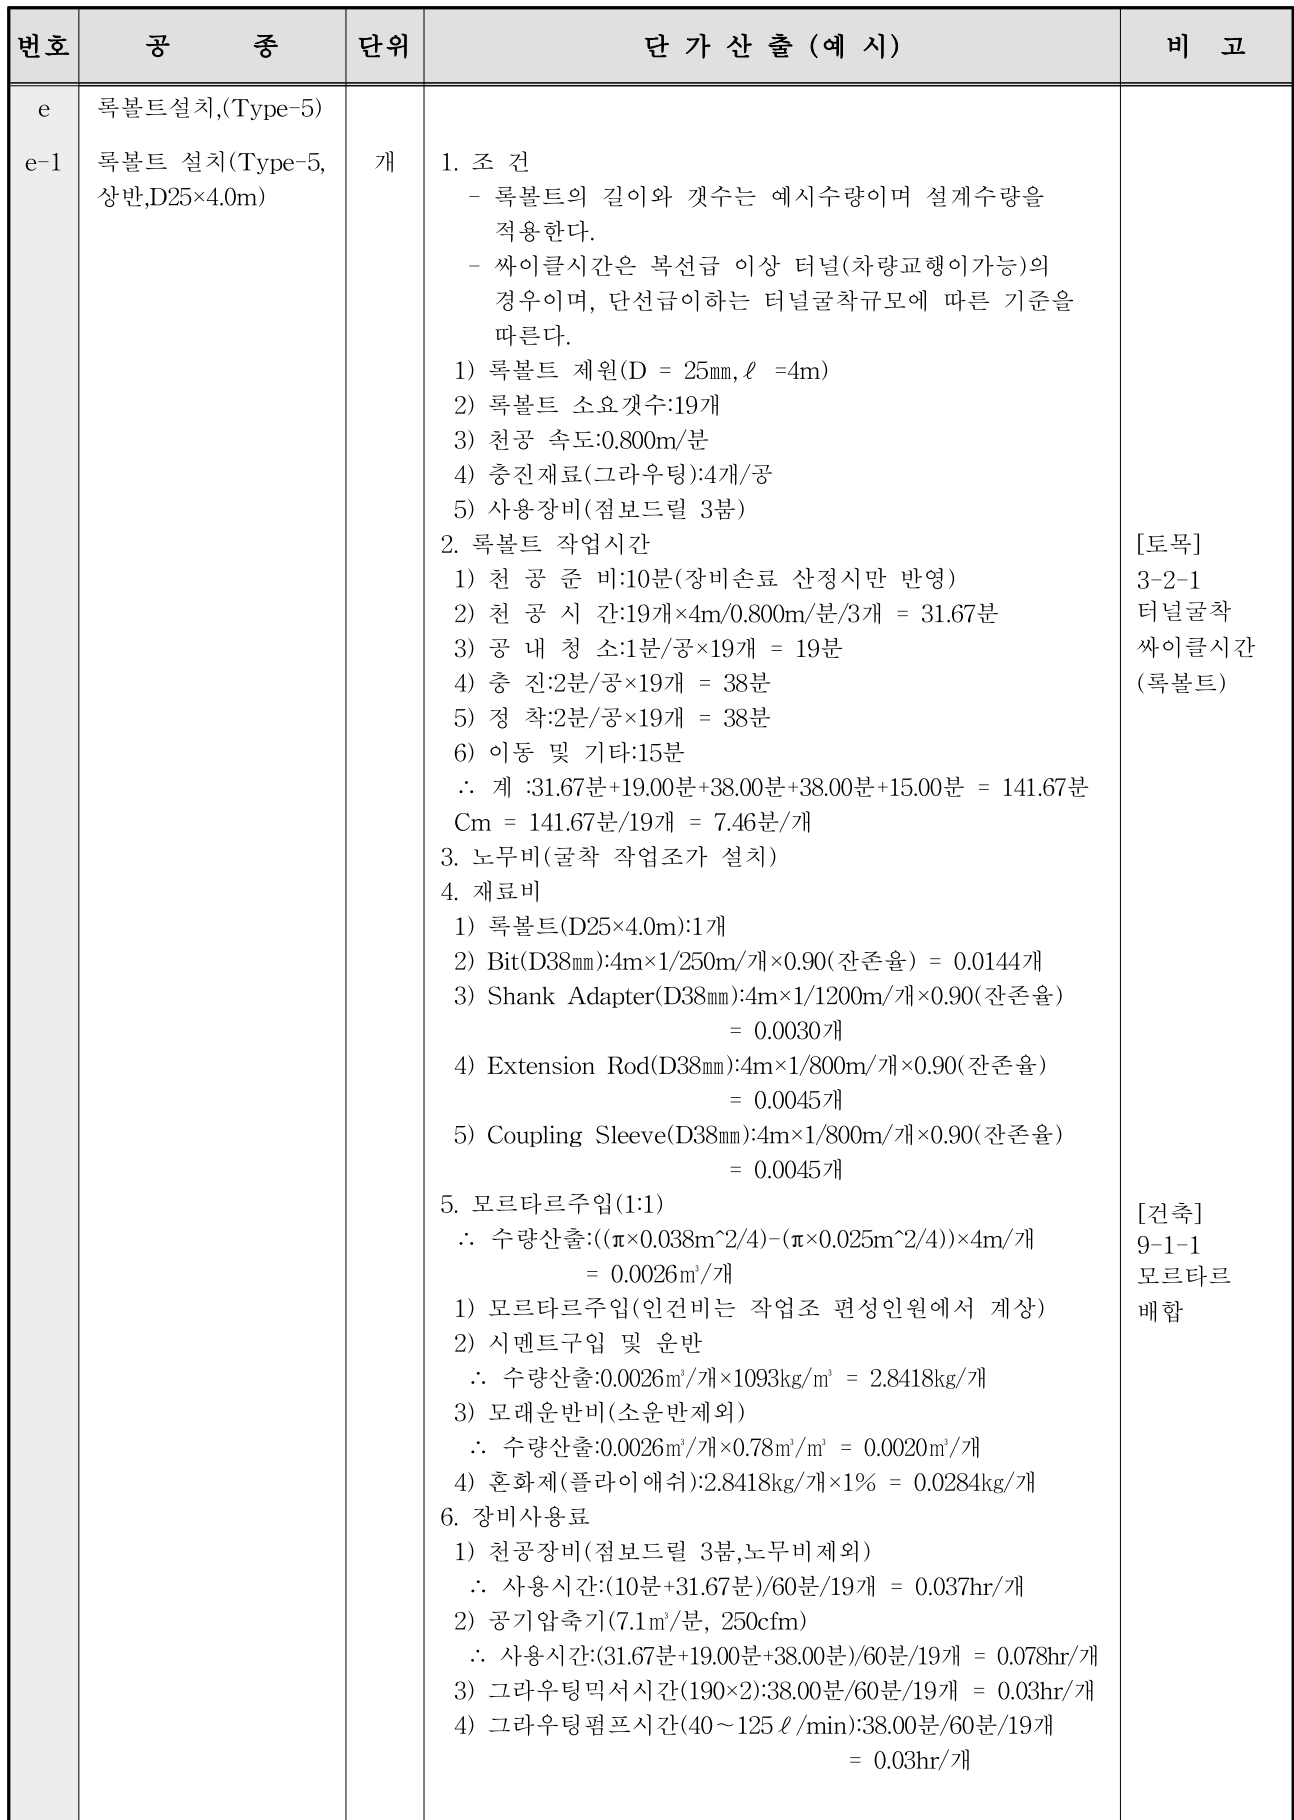 번호 공 종 단위 단 가 산 출 (예 시) 비 고
e 록볼트설치,(Type-5)
e-1 록볼트 설치(Type-5, 개 1. 조 건
상반,D25×4.0m) - 록볼트의 길이와 갯수는 예시수량이며 설계수량을
적용한다.
- 싸이클시간은 복선급 이상 터널(차량교행이가능)의
경우이며, 단선급이하는 터널굴착규모에 따른 기준을
따른다.
1) 록볼트 제원(D = 25㎜,ℓ =4m)
2) 록볼트 소요갯수:19개
3) 천공 속도:0.800m/분
4) 충진재료(그라우팅):4개/공
5) 사용장비(점보드릴 3붐)
2. 록볼트 작업시간 [토목]
1) 천 공 준 비:10분(장비손료 산정시만 반영) 3-2-1
2) 천 공 시 간:19개×4m/0.800m/분/3개 = 31.67분 터널굴착
3) 공 내 청 소:1분/공×19개 = 19분 싸이클시간
4) 충 진:2분/공×19개 = 38분 (록볼트)
5) 정 착:2분/공×19개 = 38분
6) 이동 및 기타:15분
∴ 계 :31.67분+19.00분+38.00분+38.00분+15.00분 = 141.67분
Cm = 141.67분/19개 = 7.46분/개
3. 노무비(굴착 작업조가 설치)
4. 재료비
1) 록볼트(D25×4.0m):1개
2) Bit(D38㎜):4m×1/250m/개×0.90(잔존율) = 0.0144개
3) Shank Adapter(D38㎜):4m×1/1200m/개×0.90(잔존율)
= 0.0030개
4) Extension Rod(D38㎜):4m×1/800m/개×0.90(잔존율)
= 0.0045개
5) Coupling Sleeve(D38㎜):4m×1/800m/개×0.90(잔존율)
= 0.0045개
5. 모르타르주입(1:1) [건축]
∴ 수량산출:((π×0.038m^2/4)-(π×0.025m^2/4))×4m/개 9-1-1
= 0.0026㎥/개 모르타르
1) 모르타르주입(인건비는 작업조 편성인원에서 계상) 배합
2) 시멘트구입 및 운반
∴ 수량산출:0.0026㎥/개×1093kg/㎥ = 2.8418kg/개
3) 모래운반비(소운반제외)
∴ 수량산출:0.0026㎥/개×0.78㎥/㎥ = 0.0020㎥/개
4) 혼화제(플라이애쉬):2.8418kg/개×1% = 0.0284kg/개
6. 장비사용료
1) 천공장비(점보드릴 3붐,노무비제외)
∴ 사용시간:(10분+31.67분)/60분/19개 = 0.037hr/개
2) 공기압축기(7.1㎥/분, 250cfm)
∴ 사용시간:(31.67분+19.00분+38.00분)/60분/19개 = 0.078hr/개
3) 그라우팅믹서시간(190×2):38.00분/60분/19개 = 0.03hr/개
4) 그라우팅펌프시간(40～125ℓ/min):38.00분/60분/19개
= 0.03hr/개